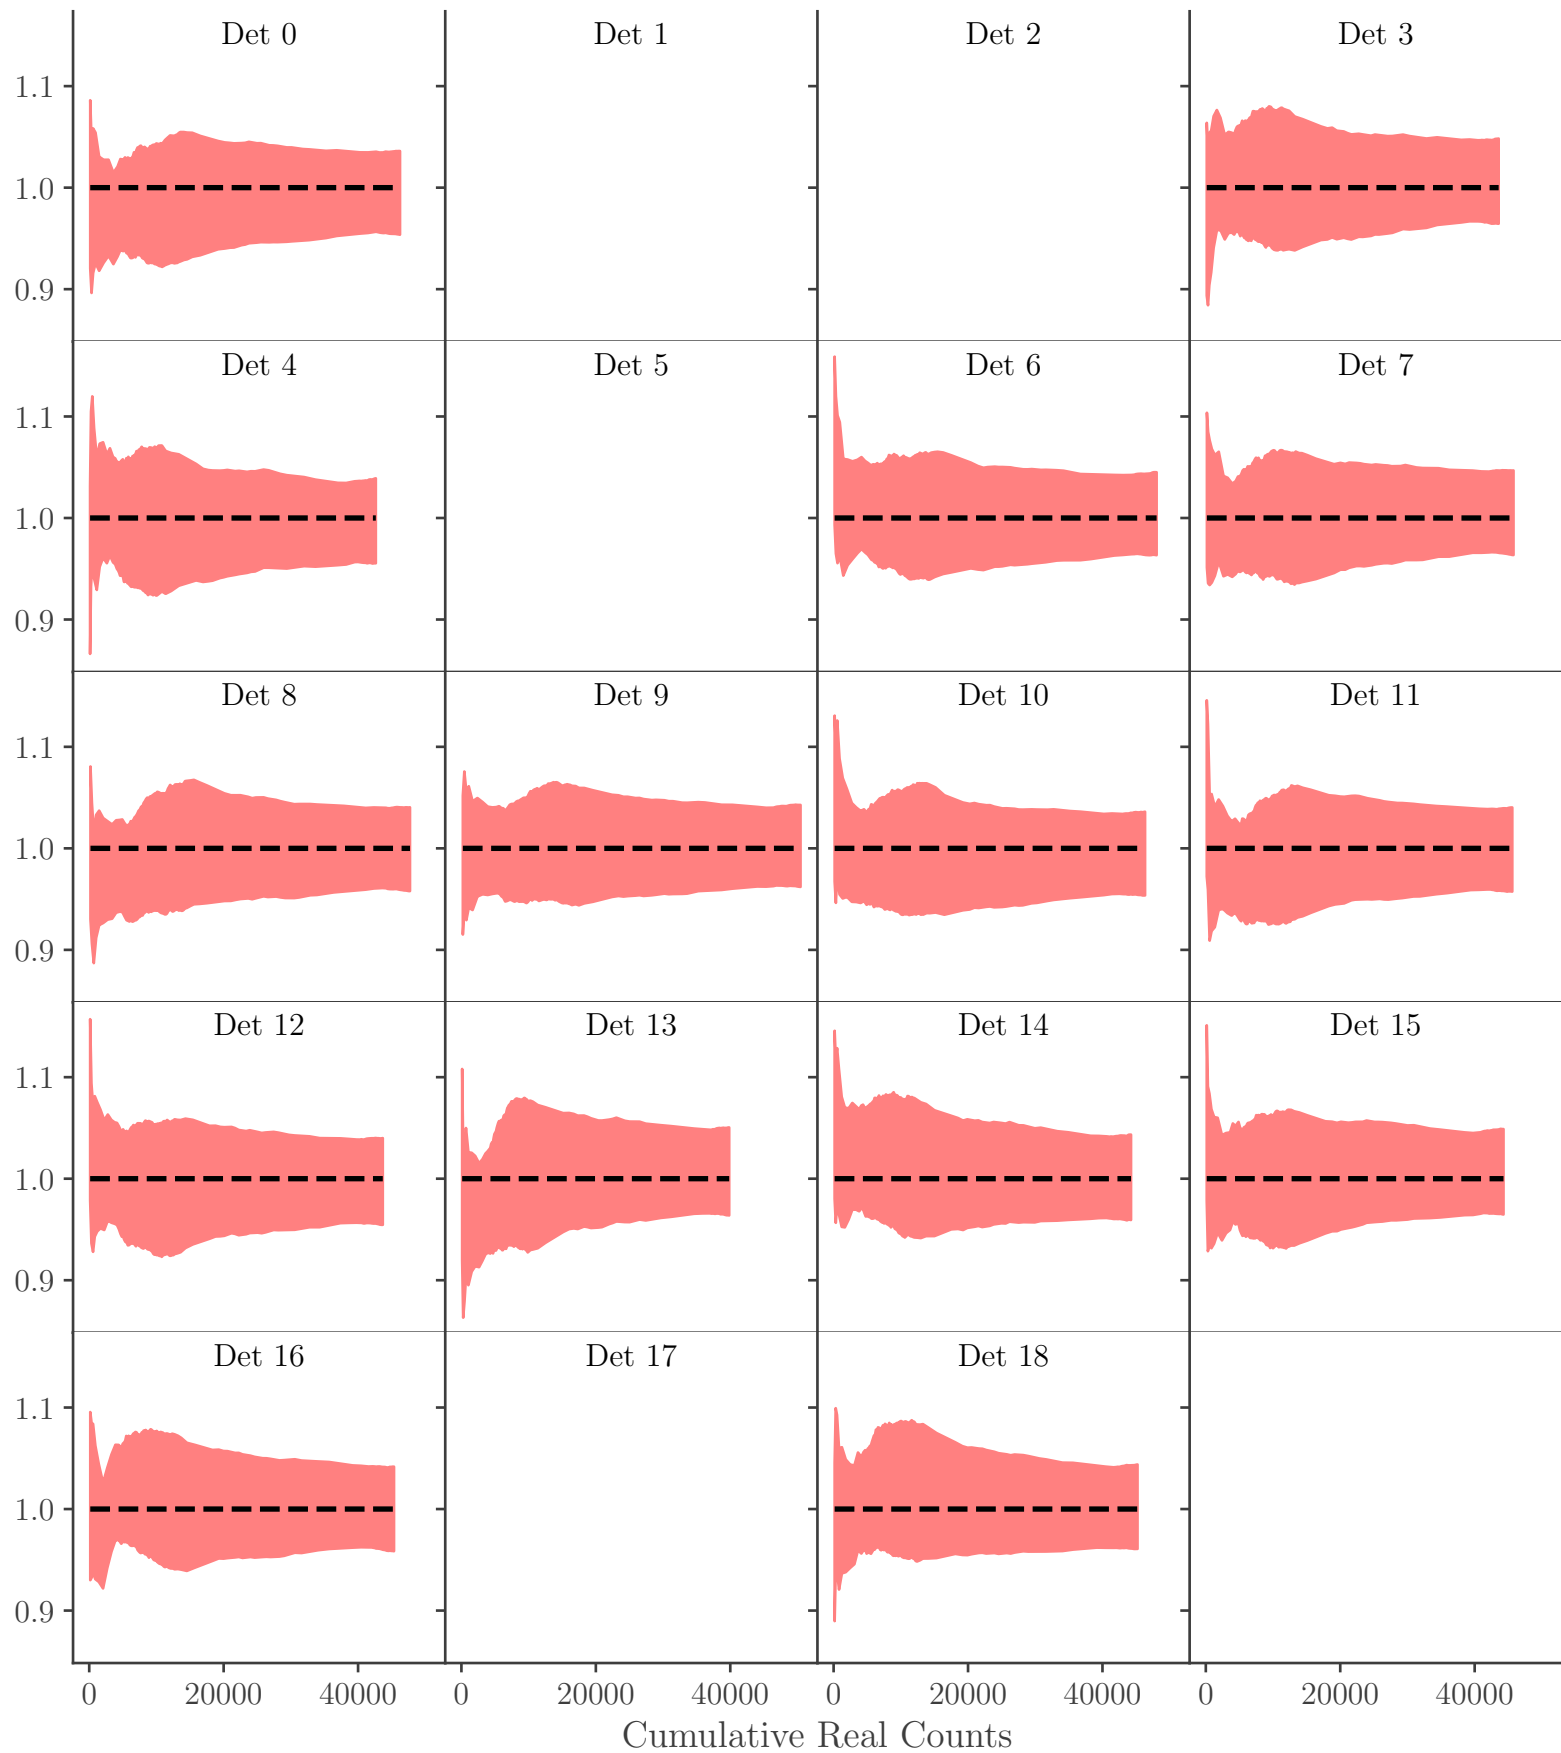 Det 0 Det 1 Det 2 Det 3
1.1
1.0
0.9
Det 4 Det 5 Det 6 Det 7
1.1
1.0
0.9
Det 8 Det 9 Det 10 Det 11
1.1
1.0
0.9
Det 12 Det 13 Det 14 Det 15
1.1
1.0
0.9
Det 16 Det 17 Det 18
1.1
1.0
0.9
0 20000 40000 0 20000 40000 0 20000 40000 0 20000 40000
Cumulative Real Counts